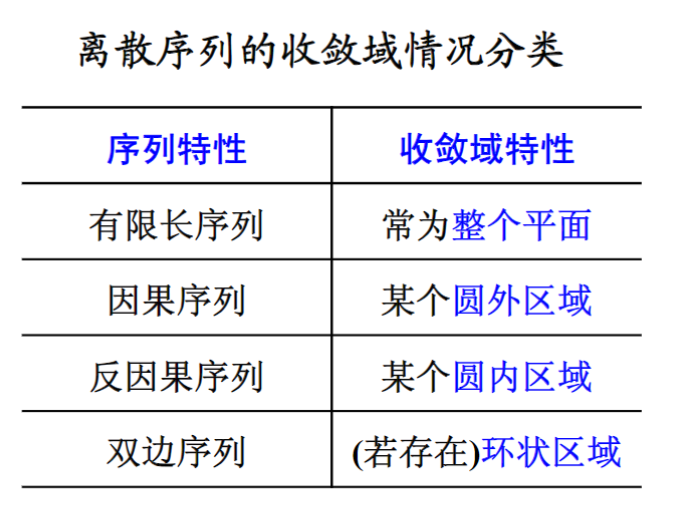 离散序列的收敛域情况分类
序列特性 收敛域特性
有限长序列 常为整个平面
因果序列 某个圆外区域
反因果序列 某个圆内区域
双边序列 (若存在)环状区域